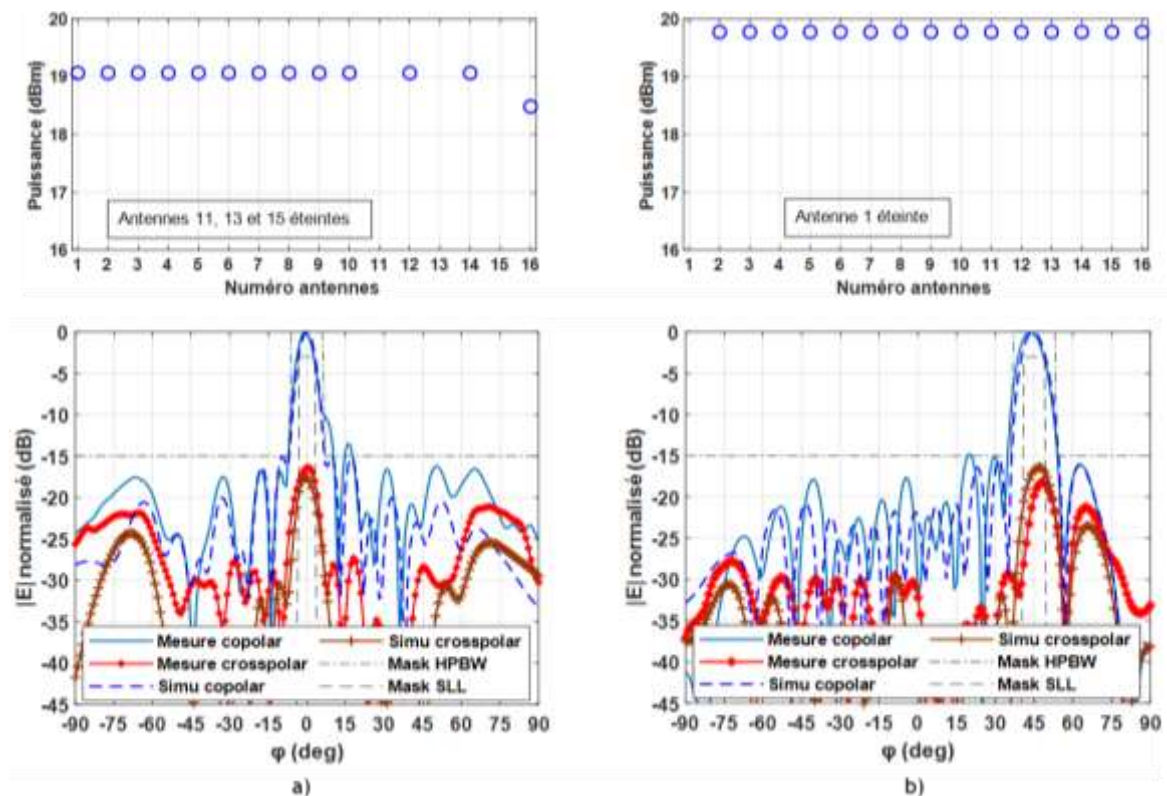 20
19
18
17
16
Puissance (dBm)
Antennes 11, 13 et 15 éteintes
1 2 3 4 5 6 7 8 9 10 11 12 13 14 15 16
Numéro antennes
20
19
18
17
16
Puissance (dBm)
Antenne 1 éteinte
1 2 3 4 5 6 7 8 9 10 11 12 13 14 15 16
Numéro antennes
0
-5
-10
-15
-20
-25
-30
-35
-40
-45
|E| normalisé (dB)
Mesure copolar
Mesure crosspolar
Simu copolar
Simu crosspolar
Mask HPBW
Mask SLL
-90 -75 -60 -45 -30 -15 0 15 30 45 60 75 90
φ (deg)
a)
0
-5
-10
-15
-20
-25
-30
-35
-40
-45
|E| normalisé (dB)
Mesure copolar
Mesure crosspolar
Simu copolar
Simu crosspolar
Mask HPBW
Mask SLL
-90 -75 -60 -45 -30 -15 0 15 30 45 60 75 90
φ (deg)
b)